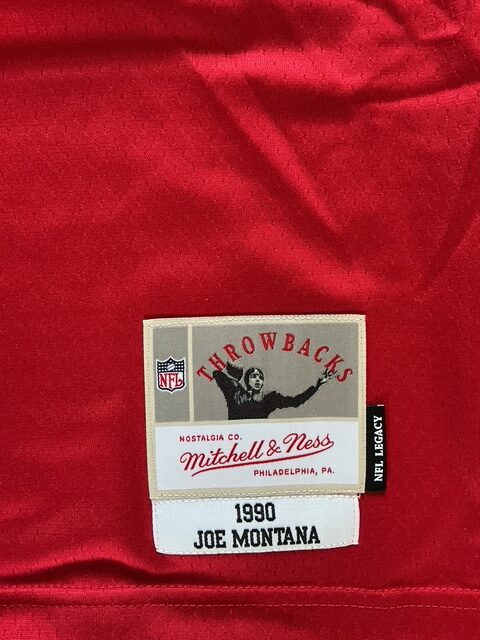 THROWBACKS
NFL
NOSTALGIA CO.
Mitchell & Ness
PHILADELPHIA, PA.
NFL LEGACY
1990
JOE MONTANA